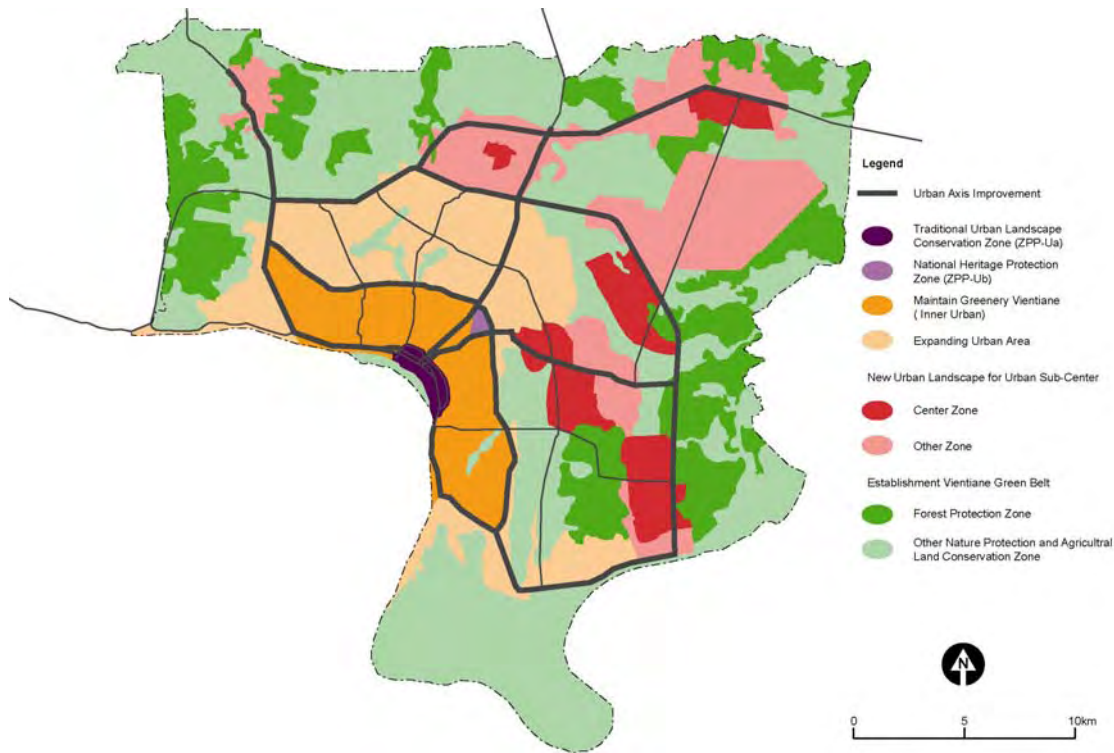 Legend
Urban Axis Improvement
Traditional Urban Landscape
Conservation Zone (ZPP-Ua)
National Heritage Protection
Zone (ZPP-Ub)
Maintain Greenery Vientiane
( Inner Urban)
Expanding Urban Area
New Urban Landscape for Urban Sub-Center
Center Zone
Other Zone
Establishment Vientiane Green Belt
Forest Protection Zone
Other Nature Protection and Agricultral
Land Conservation Zone
N
0 5 10km